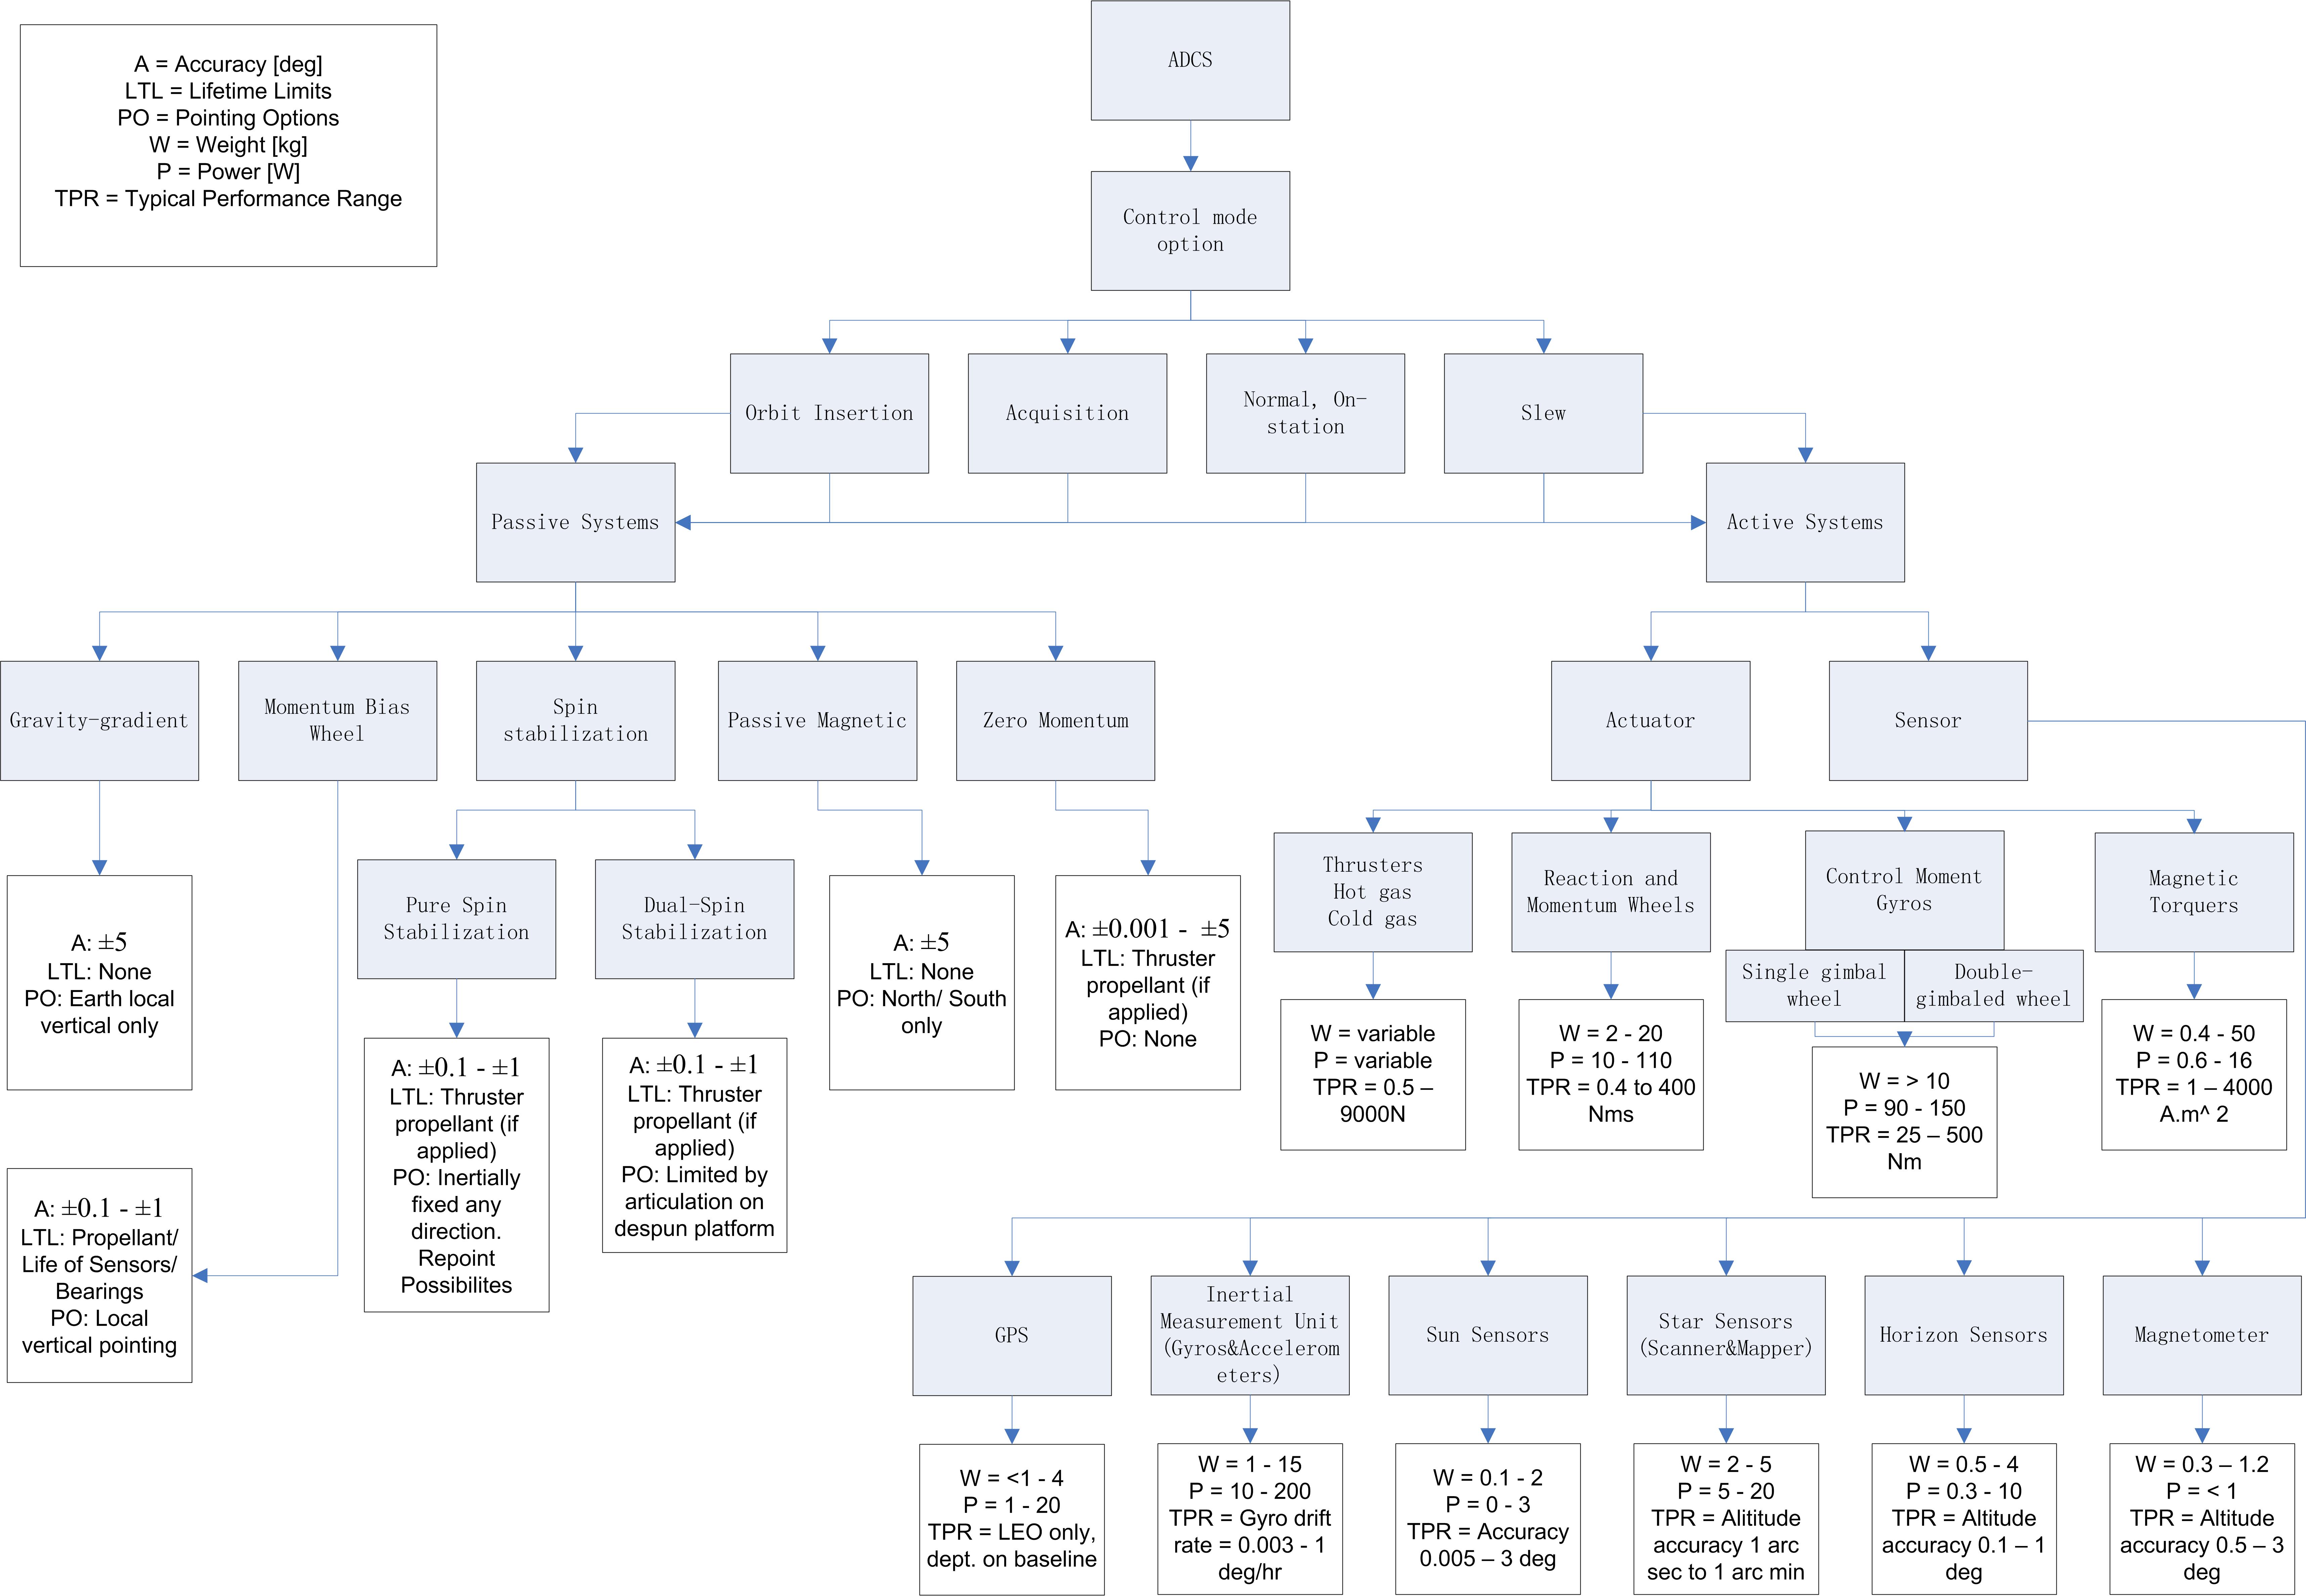 A = Accuracy [deg]
LTL = Lifetime Limits
PO = Pointing Options
W = Weight [kg]
P = Power [W]
TPR = Typical Performance Range
ADCS
Control mode
option
Orbit Insertion
Acquisition
Normal, On-
station
Slew
Passive Systems
Active Systems
Gravity-gradient
Momentum Bias
Wheel
Spin
stabilization
Passive Magnetic
Zero Momentum
Actuator
Sensor
Pure Spin
Stabilization
Dual-Spin
Stabilization
Thrusters
Hot gas
Cold gas
Reaction and
Momentum Wheels
Control Moment
Gyros
Single gimbal
wheel
Double-
gimbaled wheel
Magnetic
Torquers
A: ±5
LTL: None
PO: Earth local
vertical only
A: ±0.1 - ±1
LTL: Propellant/
Life of Sensors/
Bearings
PO: Local
vertical pointing
A: ±0.1 - ±1
LTL: Thruster
propellant (if
applied)
PO: Inertially
fixed any
direction.
Repoint
Possibilites
A: ±0.1 - ±1
LTL: Thruster
propellant (if
applied)
PO: Limited by
articulation on
despun platform
A: ±5
LTL: None
PO: North/ South
only
A: ±0.001 - ±5
LTL: Thruster
propellant (if
applied)
PO: None
W = variable
P = variable
TPR = 0.5 –
9000N
W = 2 - 20
P = 10 - 110
TPR = 0.4 to 400
Nms
W = > 10
P = 90 - 150
TPR = 25 – 500
Nm
W = 0.4 - 50
P = 0.6 - 16
TPR = 1 – 4000
A.m^ 2
GPS
Inertial
Measurement Unit
(Gyros&Accelerom
eters)
Sun Sensors
Star Sensors
(Scanner&Mapper)
Horizon Sensors
Magnetometer
W = <1 - 4
P = 1 - 20
TPR = LEO only,
dept. on baseline
W = 1 - 15
P = 10 - 200
TPR = Gyro drift
rate = 0.003 - 1
deg/hr
W = 0.1 - 2
P = 0 - 3
TPR = Accuracy
0.005 – 3 deg
W = 2 - 5
P = 5 - 20
TPR = Alititude
accuracy 1 arc
sec to 1 arc min
W = 0.5 - 4
P = 0.3 - 10
TPR = Altitude
accuracy 0.1 – 1
deg
W = 0.3 – 1.2
P = < 1
TPR = Altitude
accuracy 0.5 – 3
deg